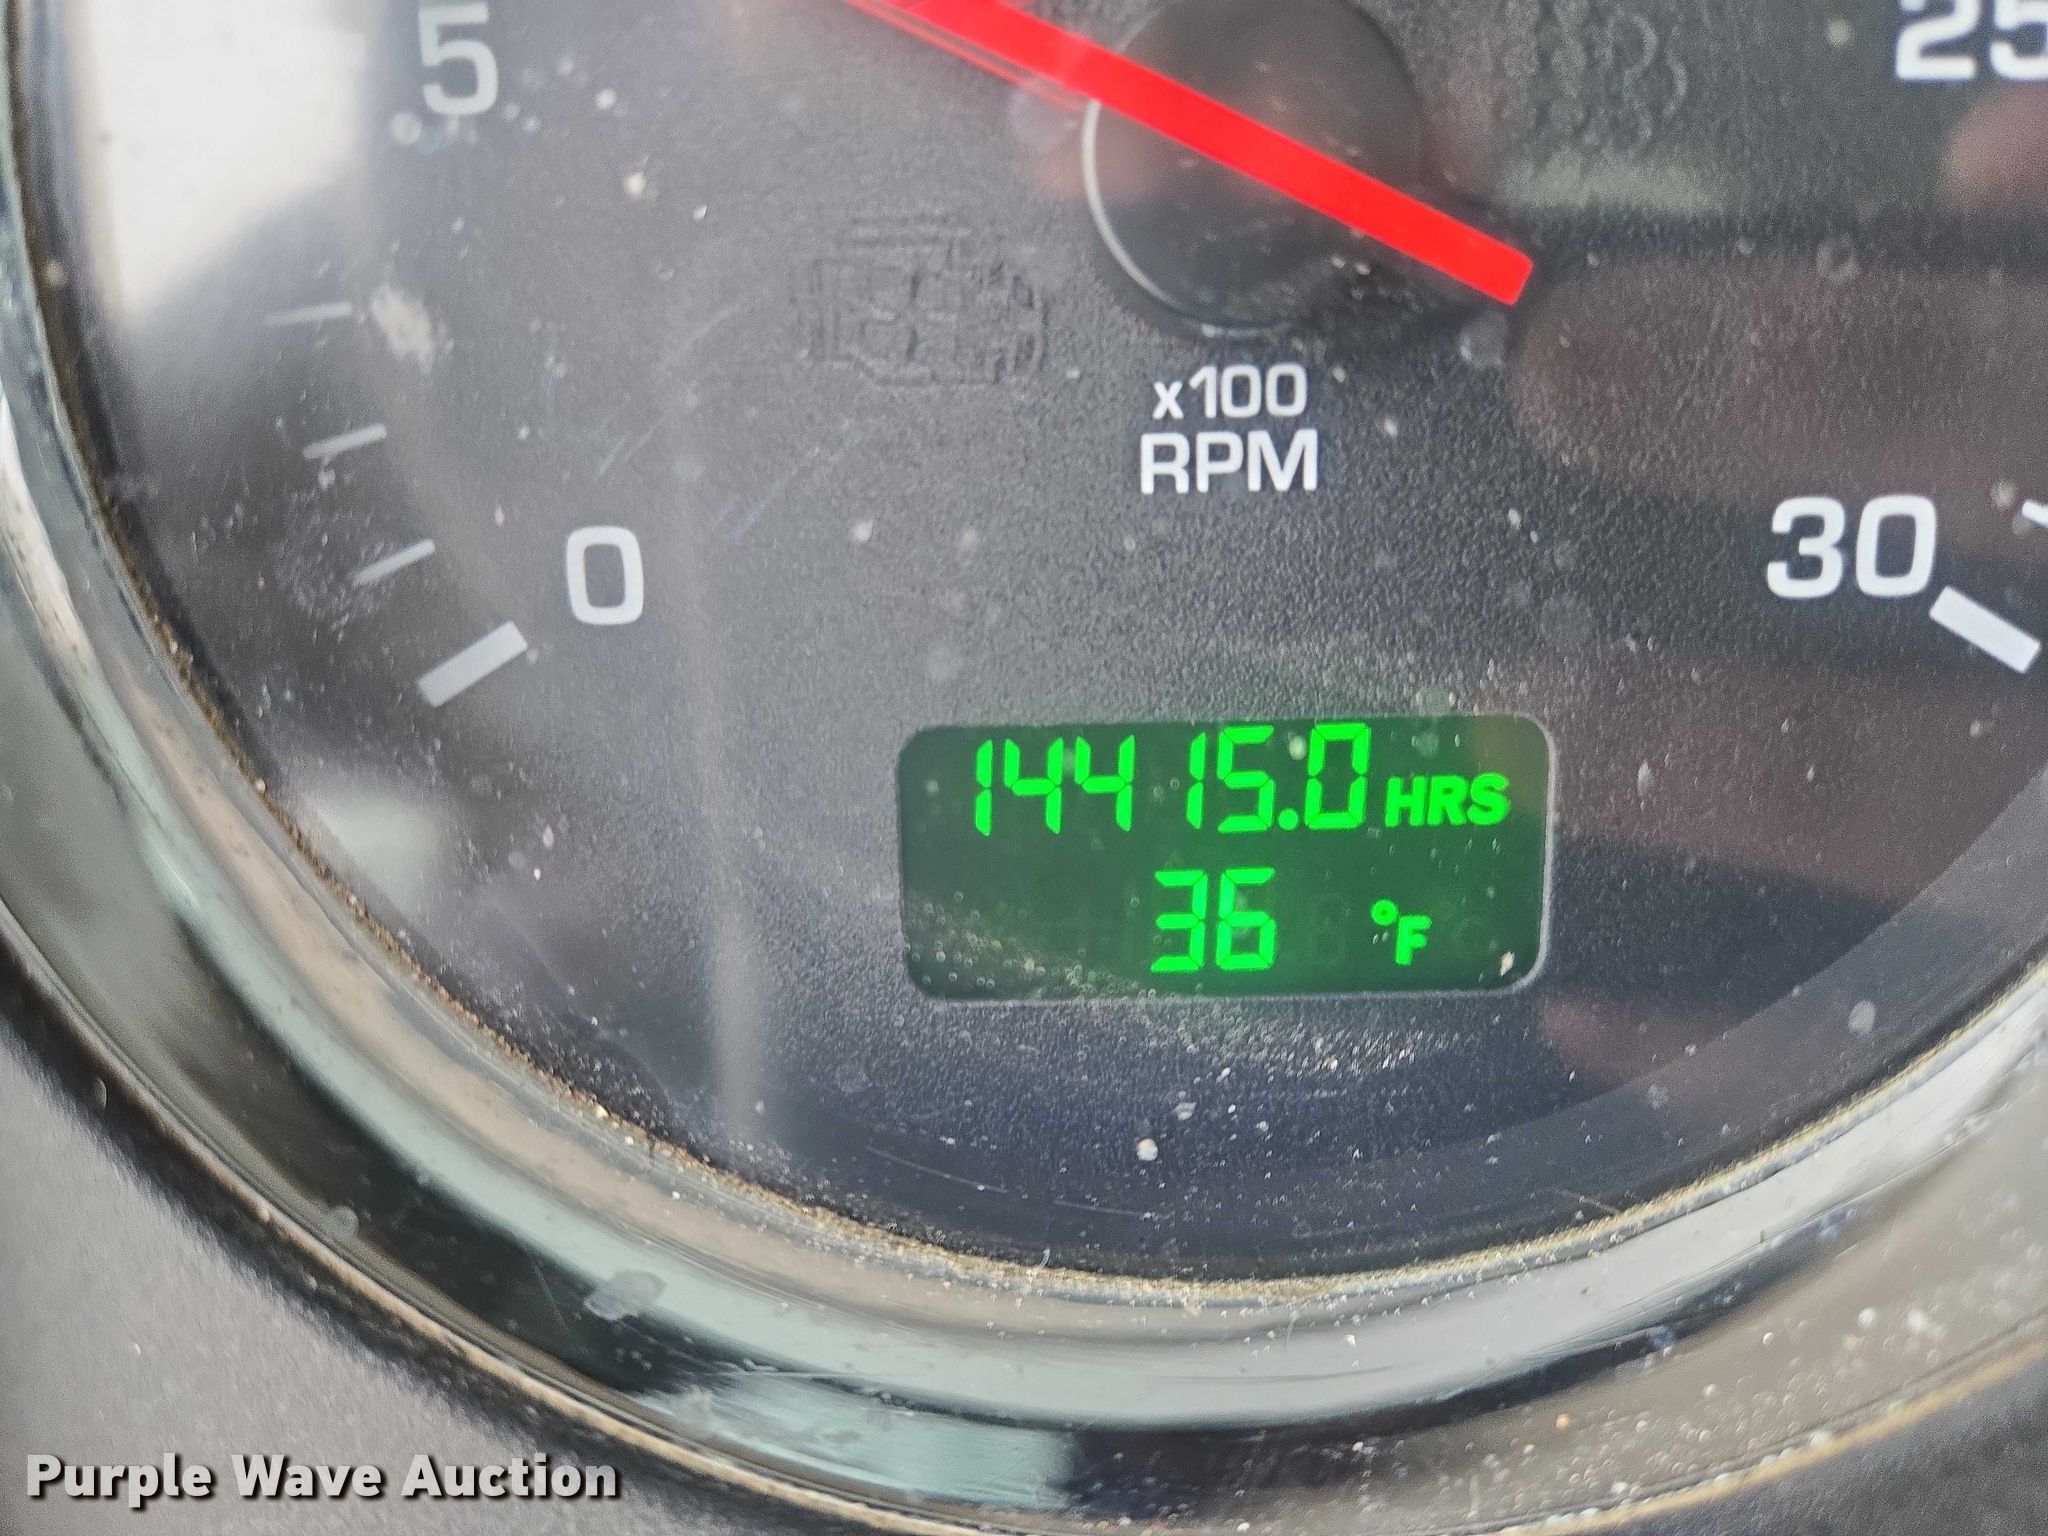 5
25
x100
RPM
0
30
14415.0 HRS
36 °F
Purple Wave Auction